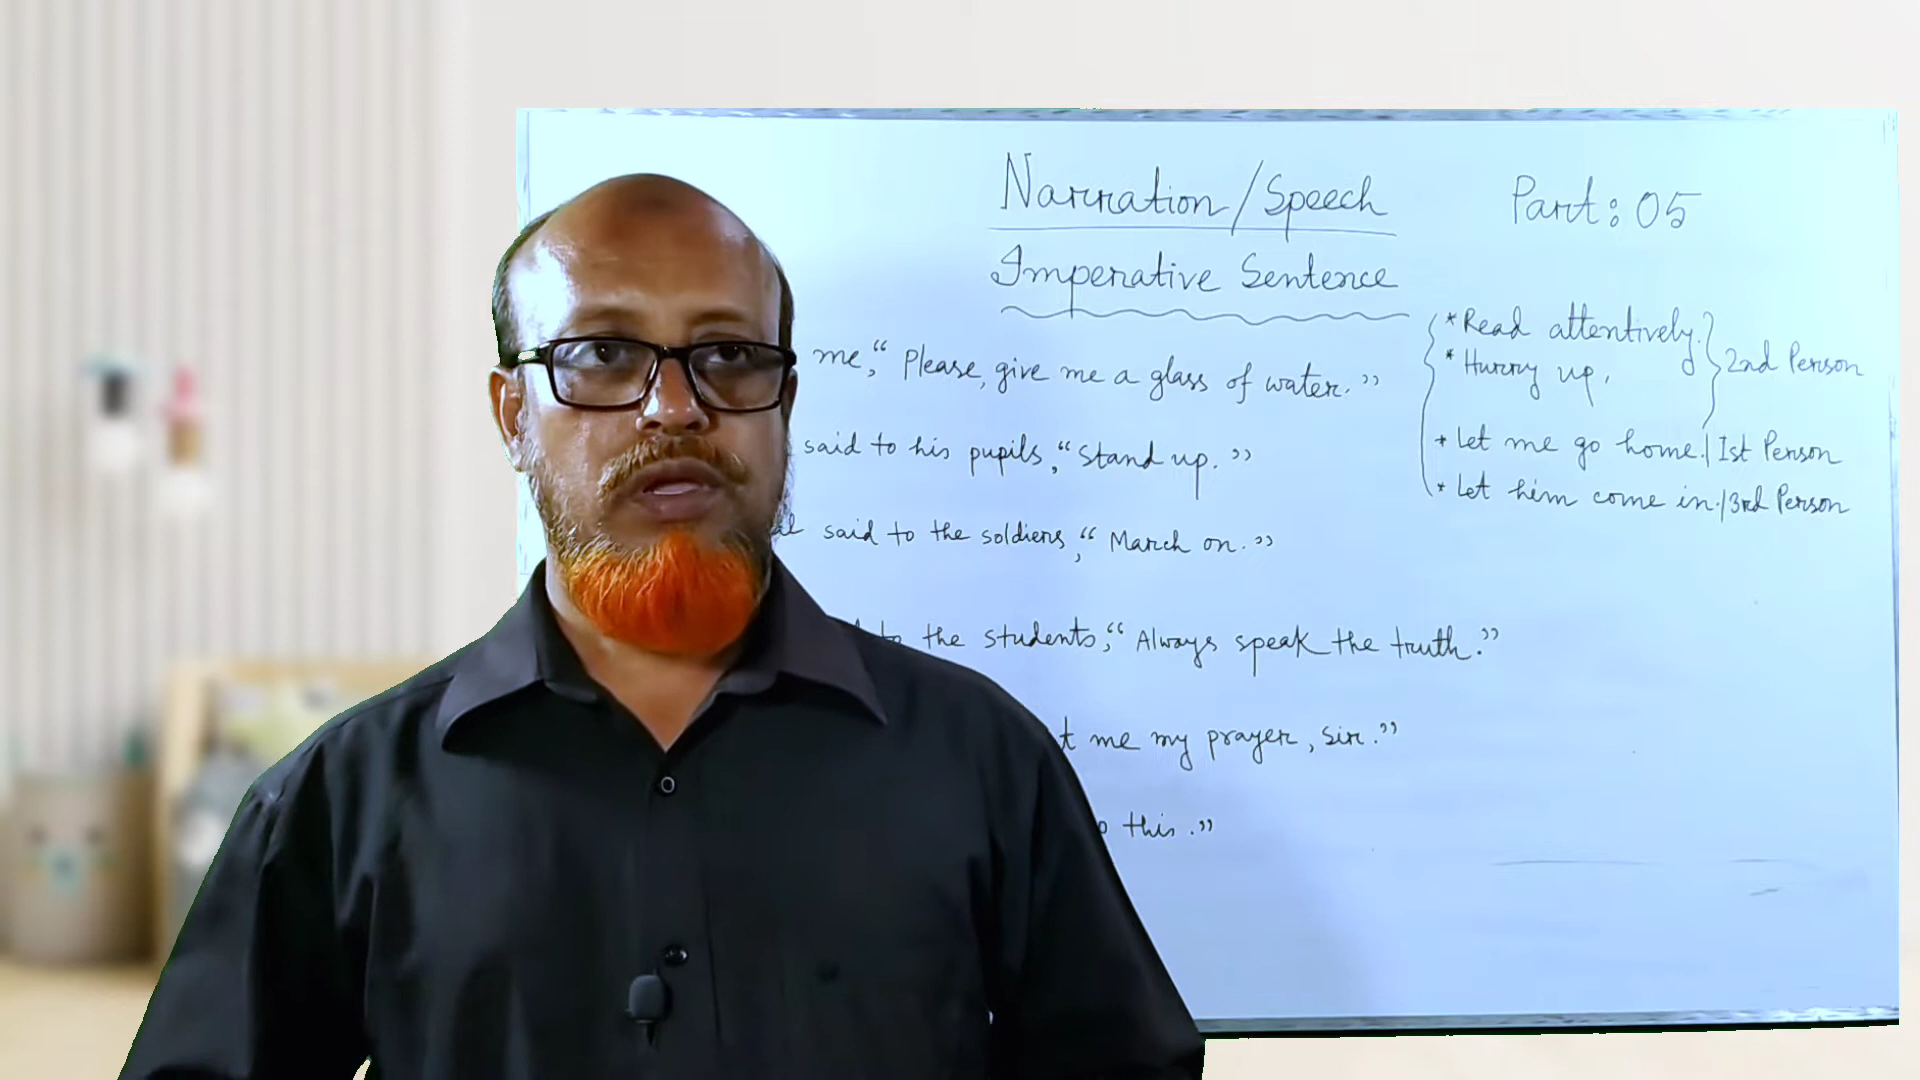 Narration/Speech
Part: 05
Imperative Sentence
me, “Please, give me a glass of water.”
said to his pupils, “Stand up.”
said to the soldiers, “March on.”
to the students, “Always speak the truth.”
me my prayer, sir.”
this.”
*Read attentively.
*Hurry up.
2nd Person
*Let me go home. | 1st Person
*Let him come in. | 3rd Person